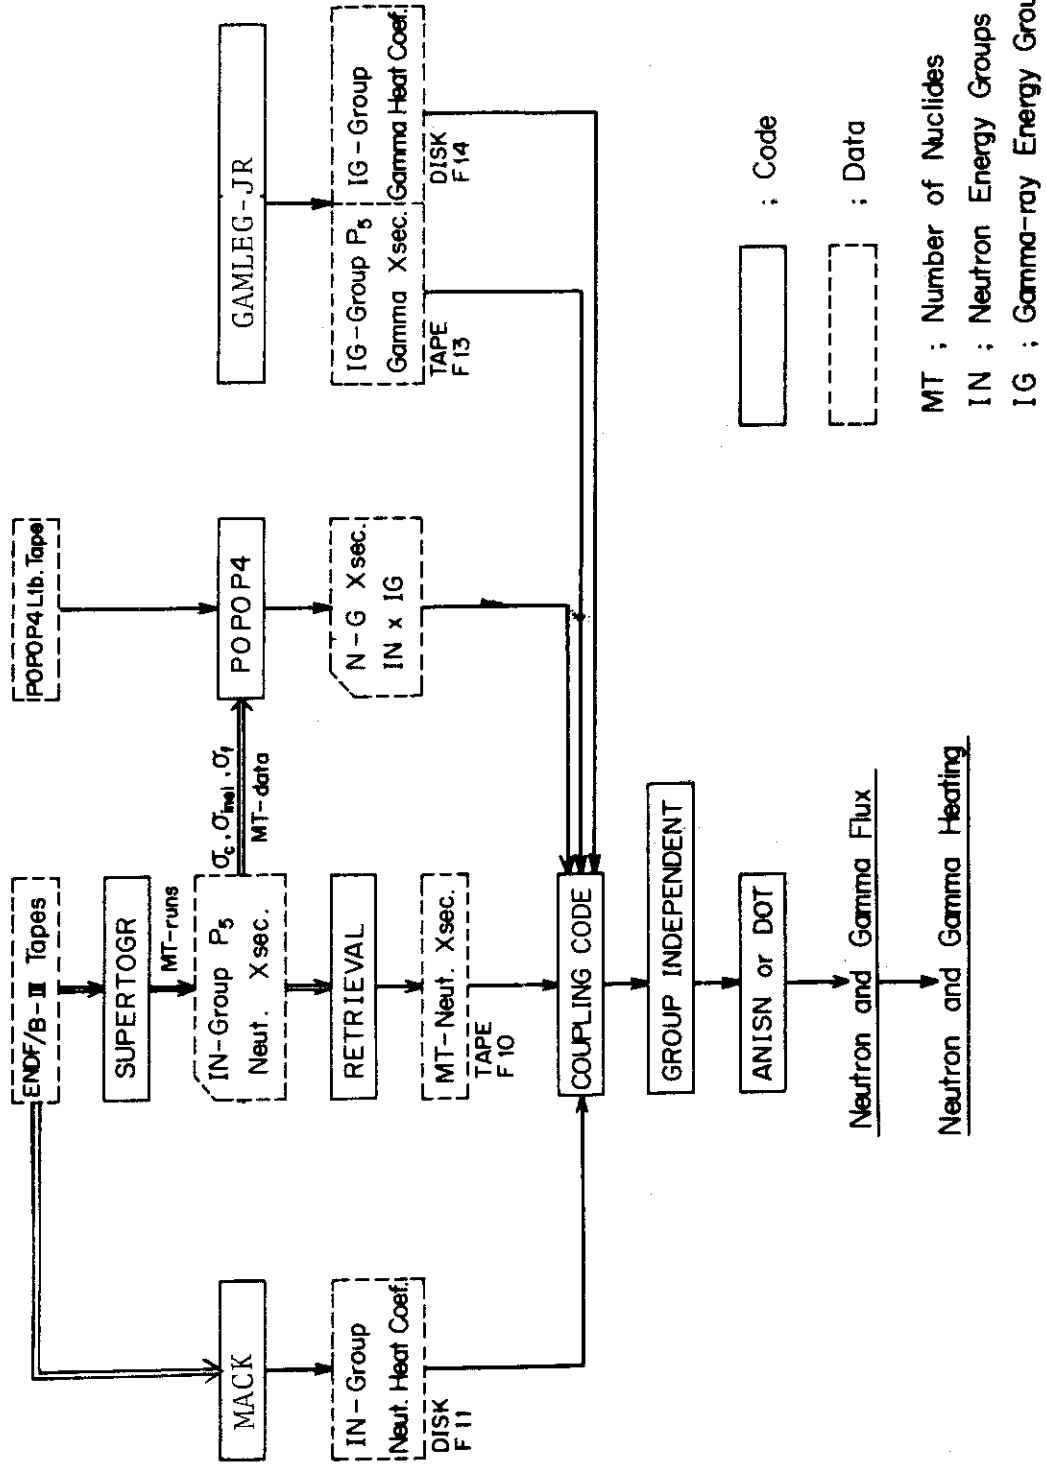 ENDF/B-III Tapes
POPOP4 Lib. Tape
MACK
SUPERTOGR
POPOP4
GAMLEG-JR
MT-runs
σc, σinel, σf
MT-data
IN-Group
Neut. Heat Coef.
DISK
F11
IN-Group P5
Neut. Xsec.
N-G Xsec.
IN x IG
IG-Group P5
Gamma Xsec.
TAPE
F13
IG-Group
Gamma Heat Coef.
DISK
F14
RETRIEVAL
MT-Neut. Xsec.
TAPE
F10
COUPLING CODE
GROUP INDEPENDENT
ANISN or DOT
Neutron and Gamma Flux
Neutron and Gamma Heating
; Code
; Data
MT ; Number of Nuclides
IN ; Neutron Energy Groups
IG ; Gamma-ray Energy Grou